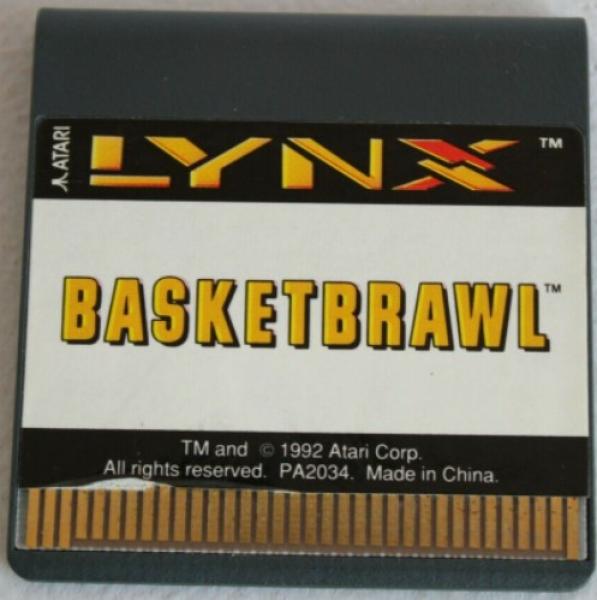 ATARI
LYNX™
BASKETBRAWL™
TM and © 1992 Atari Corp.
All rights reserved. PA2034. Made in China.